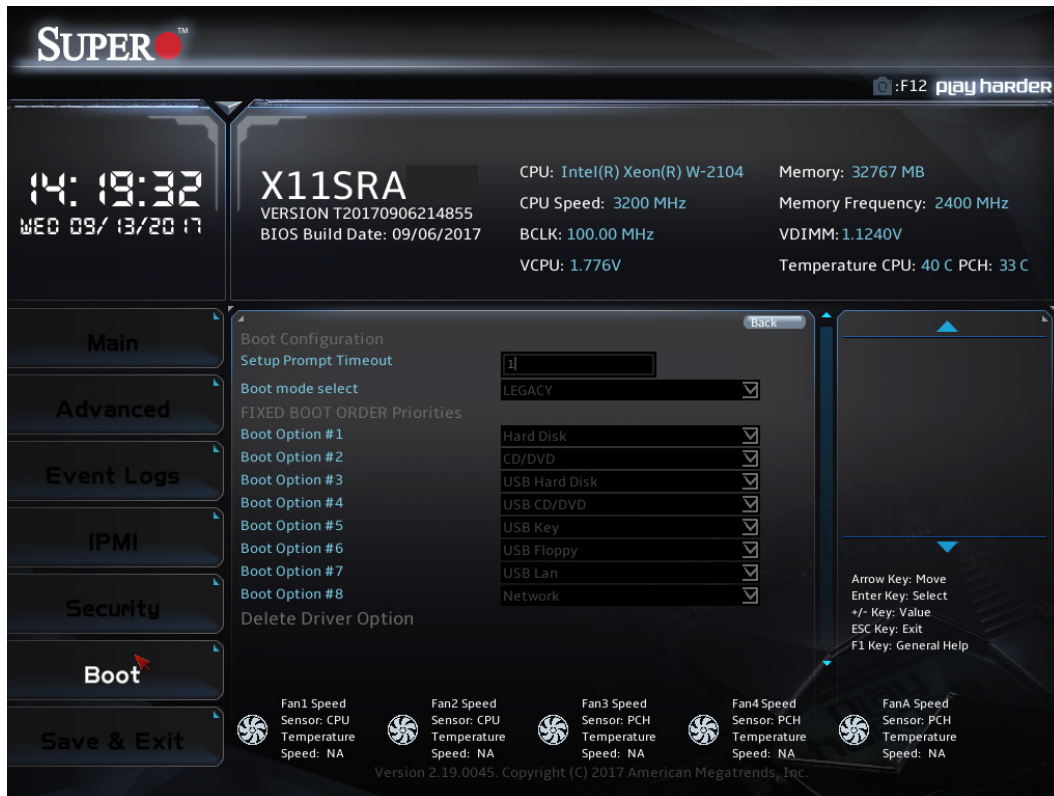 SUPER™
:F12 play harder
14:19:32
WED 09/13/2017
X11SRA
VERSION T20170906214855
BIOS Build Date: 09/06/2017
CPU: Intel(R) Xeon(R) W-2104
CPU Speed: 3200 MHz
BCLK: 100.00 MHz
VCPU: 1.776V
Memory: 32767 MB
Memory Frequency: 2400 MHz
VDIMM: 1.1240V
Temperature CPU: 40 C PCH: 33 C
Main
Advanced
Event Logs
IPMI
Security
Boot
Save & Exit
Back
Boot Configuration
Setup Prompt Timeout 1
Boot mode select LEGACY
FIXED BOOT ORDER Priorities
Boot Option #1 Hard Disk
Boot Option #2 CD/DVD
Boot Option #3 USB Hard Disk
Boot Option #4 USB CD/DVD
Boot Option #5 USB Key
Boot Option #6 USB Floppy
Boot Option #7 USB Lan
Boot Option #8 Network
Delete Driver Option
Arrow Key: Move
Enter Key: Select
+/- Key: Value
ESC Key: Exit
F1 Key: General Help
Fan1 Speed
Sensor: CPU
Temperature
Speed: NA
Fan2 Speed
Sensor: CPU
Temperature
Speed: NA
Fan3 Speed
Sensor: PCH
Temperature
Speed: NA
Fan4 Speed
Sensor: PCH
Temperature
Speed: NA
FanA Speed
Sensor: PCH
Temperature
Speed: NA
Version 2.19.0045. Copyright (C) 2017 American Megatrends, Inc.